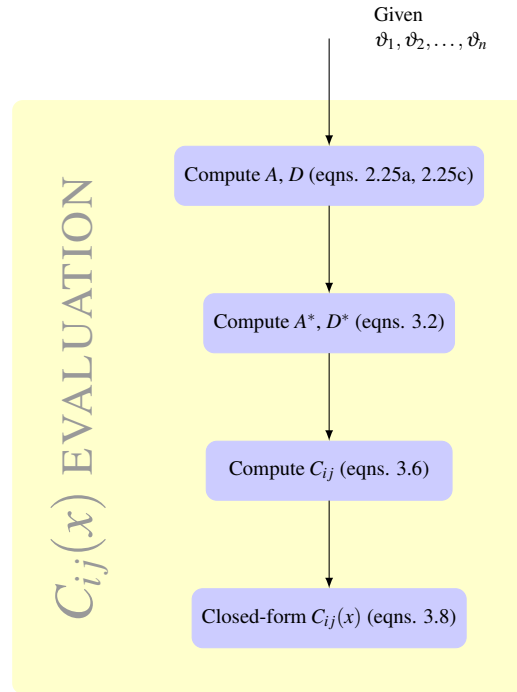 Given
ϑ₁, ϑ₂, . . . , ϑₙ
Compute A, D (eqns. 2.25a, 2.25c)
Compute A*, D* (eqns. 3.2)
Compute Cᵢⱼ (eqns. 3.6)
Closed-form Cᵢⱼ(x) (eqns. 3.8)
Cᵢⱼ(x) EVALUATION